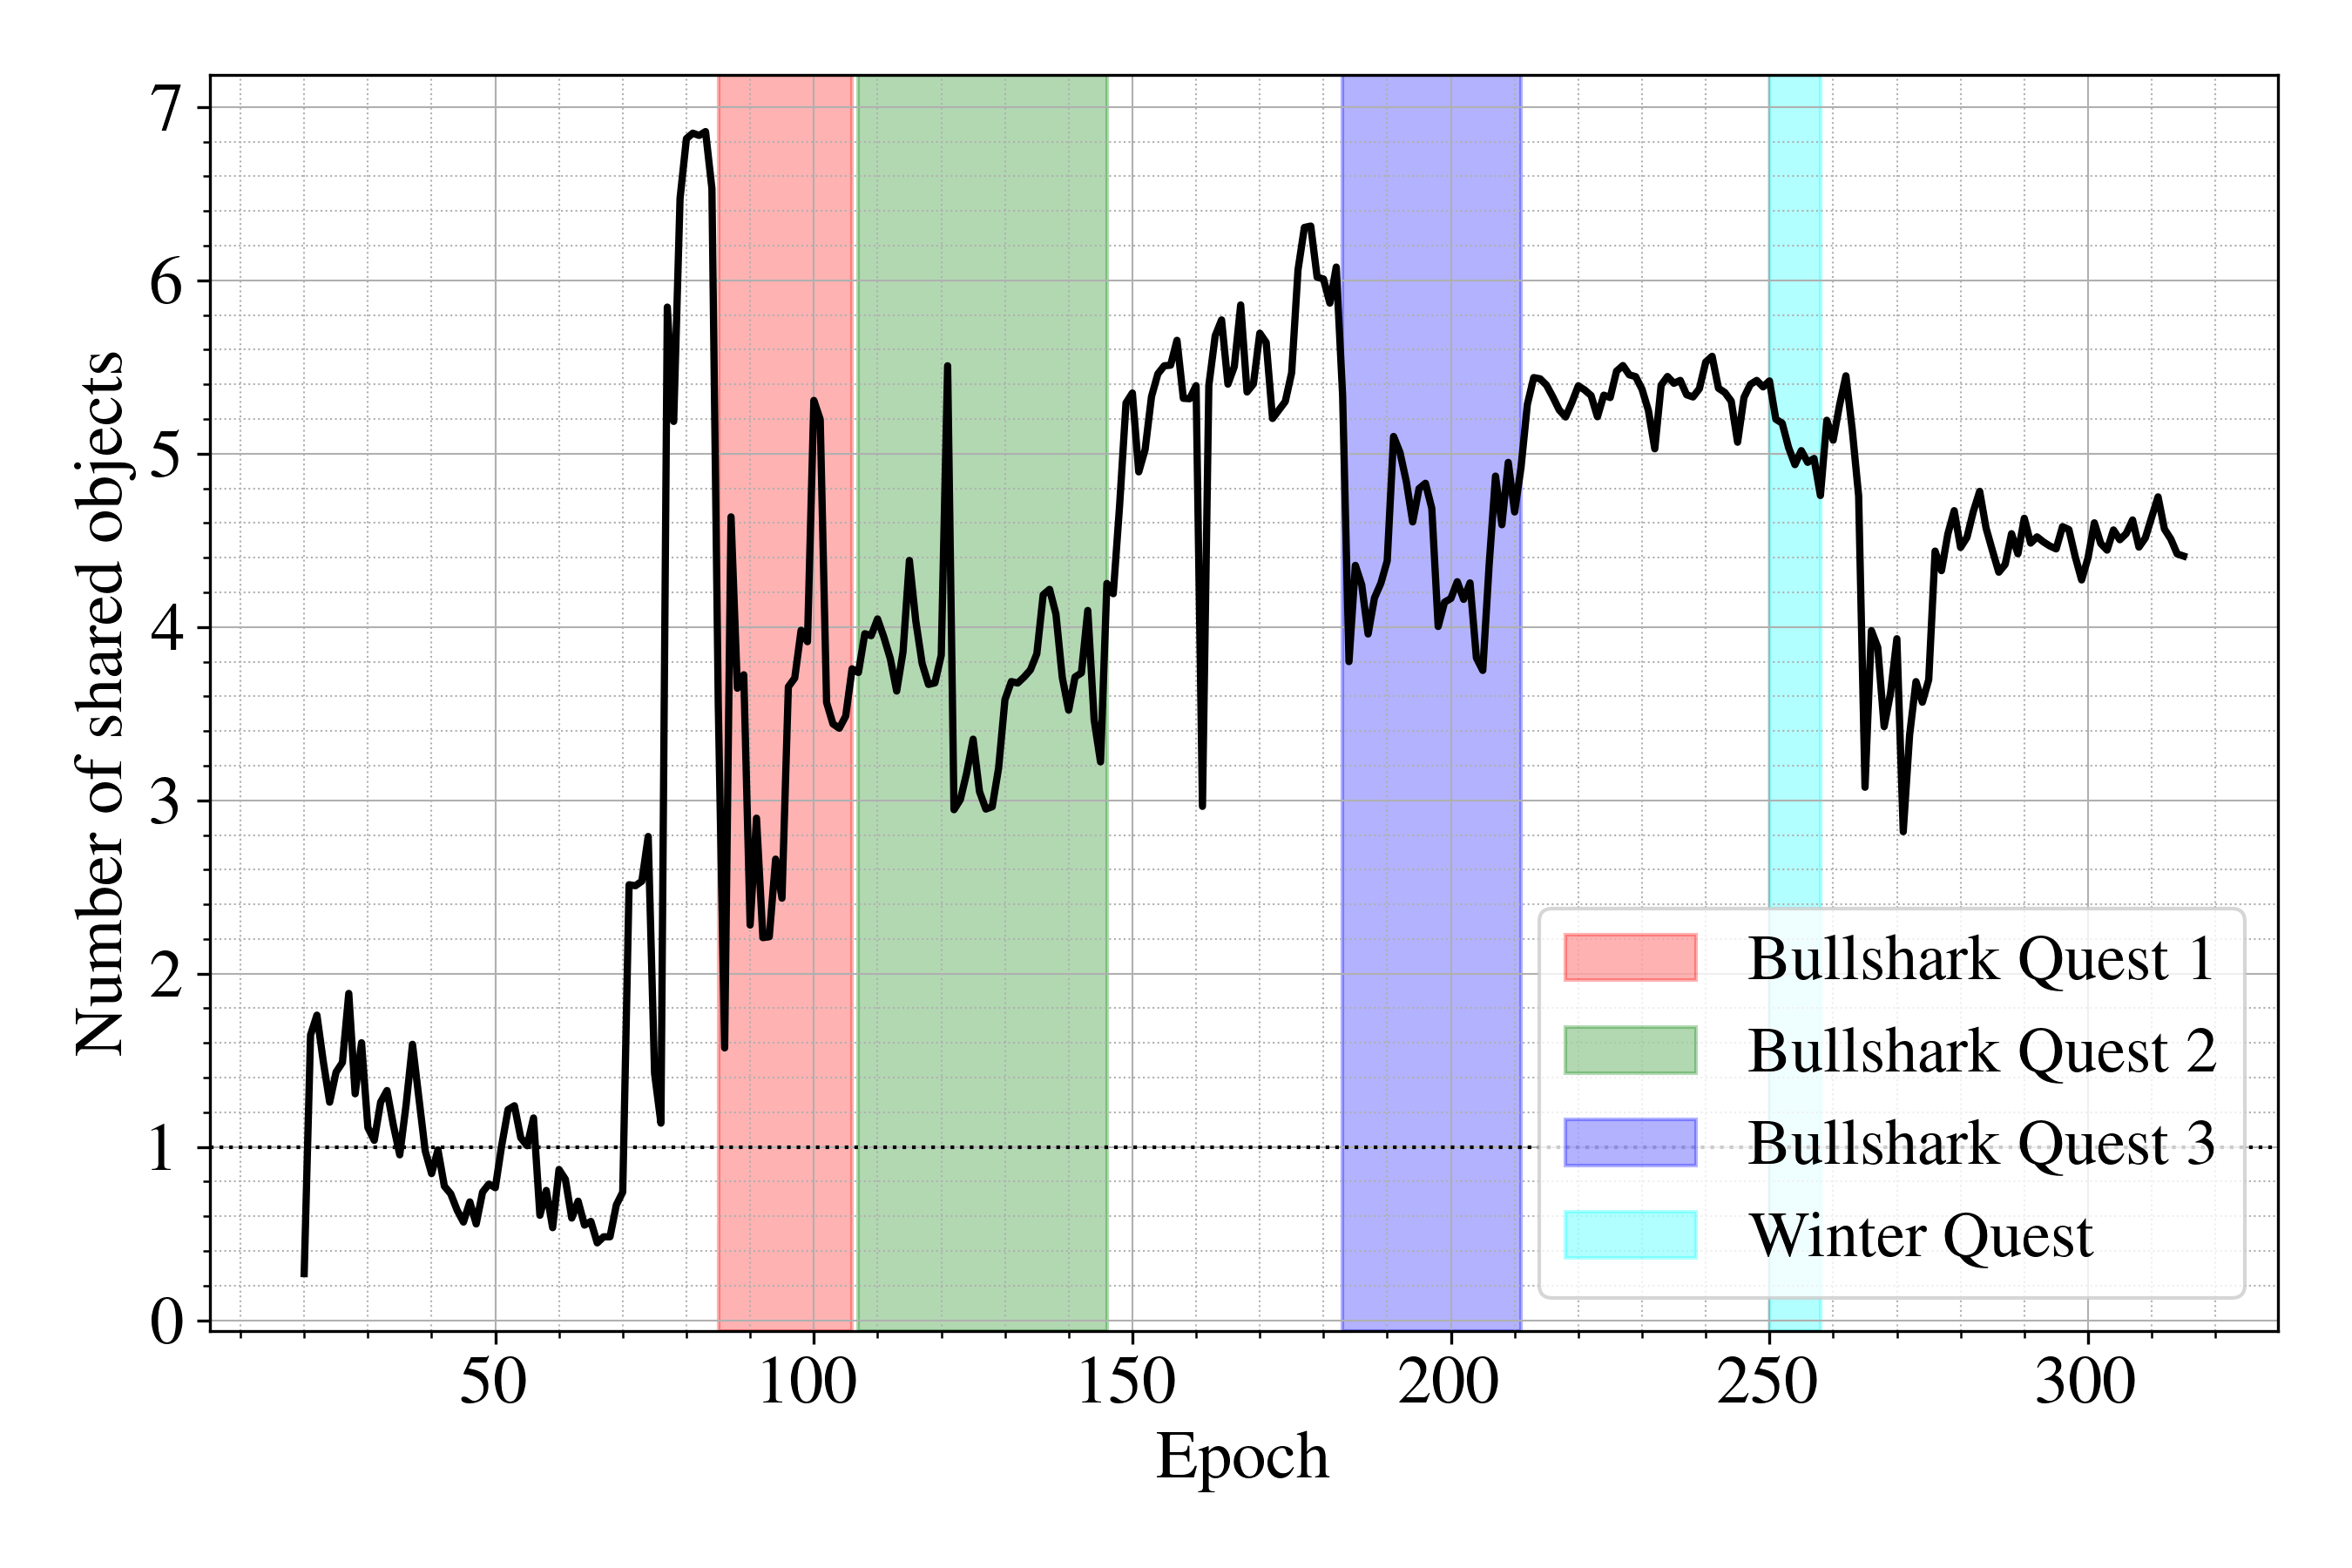 Number of shared objects
7
6
5
4
3
2
1
0
Bullshark Quest 1
Bullshark Quest 2
Bullshark Quest 3
Winter Quest
50 100 150 200 250 300
Epoch